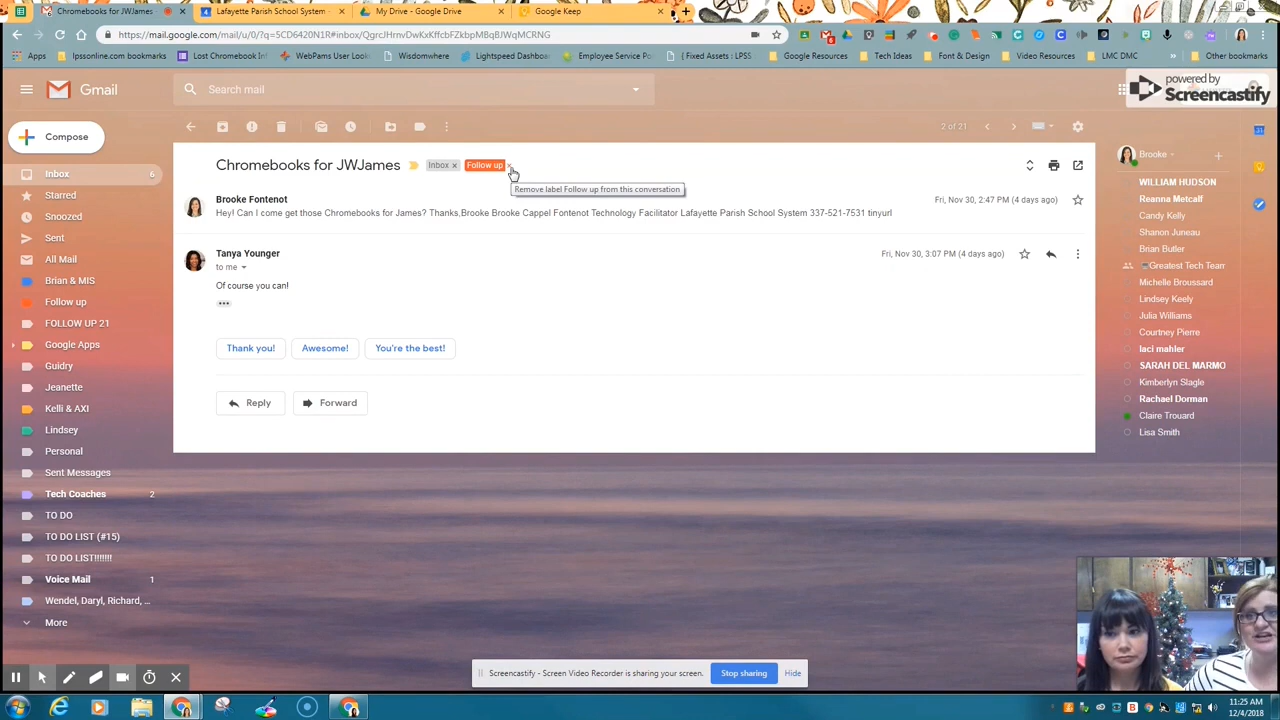 Chromebooks for JWJames
Lafayette Parish School System
My Drive - Google Drive
Google Keep
https://mail.google.com/mail/u/0/?q=5CD6420N1R#inbox/QgrcJHrnvDwKxKffcbFZkbpMBqBJWqMCRNG
Apps
lpssonline.com bookmarks
Lost Chromebook Inf
WebPams User Look
Wisdomwhere
Lightspeed Dashboa
Employee Service Po
{ Fixed Assets : LPSS
Google Resources
Tech Ideas
Font & Design
Video Resources
LMC DMC
»
Other bookmarks
Gmail
Search mail
powered by
Screencastify
Compose
2 of 21
Inbox 6
Starred
Snoozed
Sent
All Mail
Brian & MIS
Follow up
FOLLOW UP 21
Google Apps
Guidry
Jeanette
Kelli & AXI
Lindsey
Personal
Sent Messages
Tech Coaches 2
TO DO
TO DO LIST (#15)
TO DO LIST!!!!!!!
Voice Mail 1
Wendel, Daryl, Richard, ...
More
Chromebooks for JWJames
Inbox x
Follow up x
Remove label Follow up from this conversation
Brooke Fontenot
Fri, Nov 30, 2:47 PM (4 days ago)
Hey! Can I come get those Chromebooks for James? Thanks,Brooke Brooke Cappel Fontenot Technology Facilitator Lafayette Parish School System 337-521-7531 tinyurl
Tanya Younger
Fri, Nov 30, 3:07 PM (4 days ago)
to me
Of course you can!
Thank you!
Awesome!
You're the best!
Reply
Forward
Brooke
WILLIAM HUDSON
Reanna Metcalf
Candy Kelly
Shanon Juneau
Brian Butler
Greatest Tech Team
Michelle Broussard
Lindsey Keely
Julia Williams
Courtney Pierre
laci mahler
SARAH DEL MARMO
Kimberlyn Slagle
Rachael Dorman
Claire Trouard
Lisa Smith
Screencastify - Screen Video Recorder is sharing your screen.
Stop sharing
Hide
11:25 AM
12/4/2018